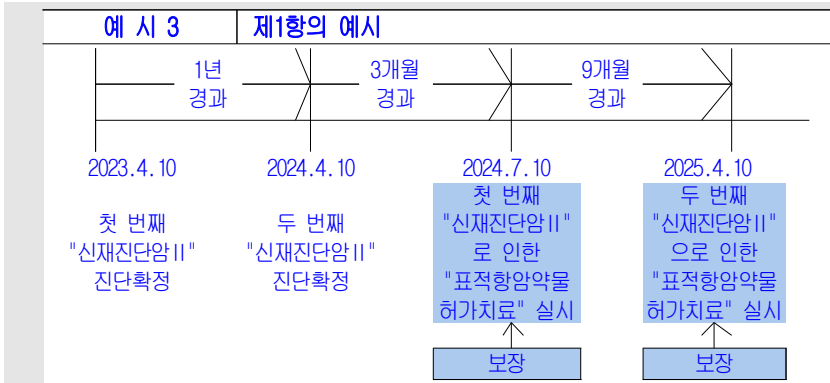 예 시 3
제1항의 예시
1년
경과
3개월
경과
9개월
경과
2023.4.10
첫 번째
"신재진단암Ⅱ"
진단확정
2024.4.10
두 번째
"신재진단암Ⅱ"
진단확정
2024.7.10
첫 번째
"신재진단암Ⅱ"
로 인한
"표적항암약물
허가치료" 실시
보장
2025.4.10
두 번째
"신재진단암Ⅱ"
으로 인한
"표적항암약물
허가치료" 실시
보장